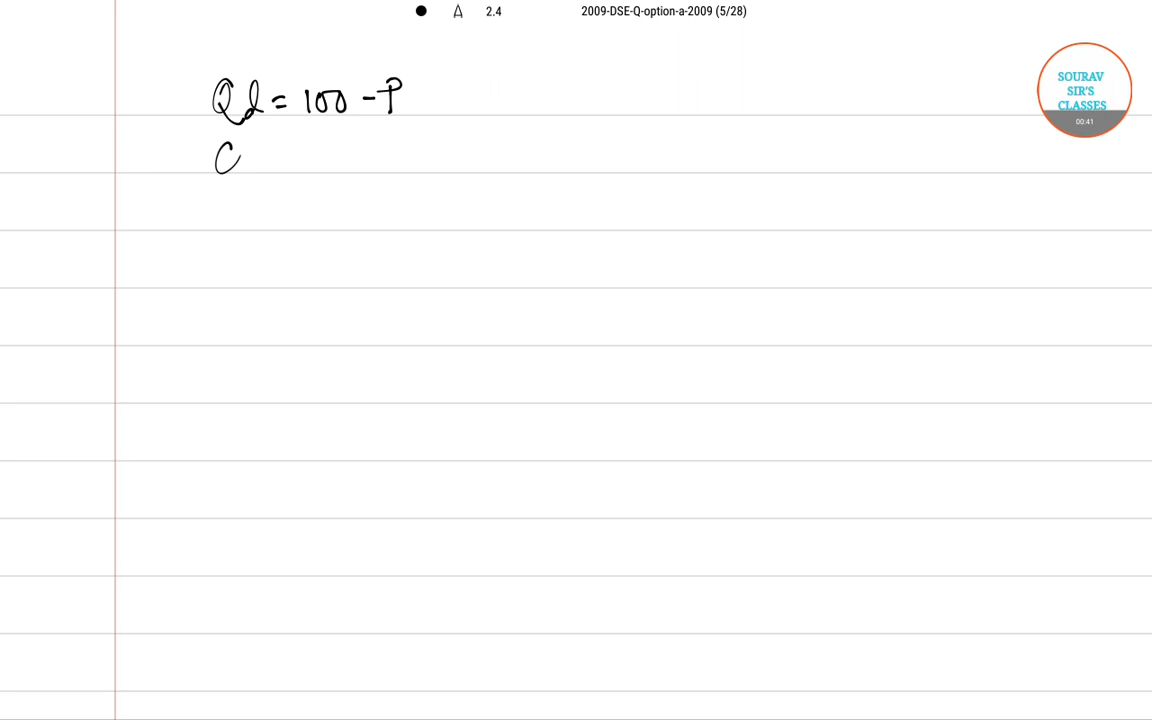 2.4 2009-DSE-Q-option-a-2009 (5/28)
SOURAV
SIR'S
CLASSES
00:41
Qd = 100 - P
C